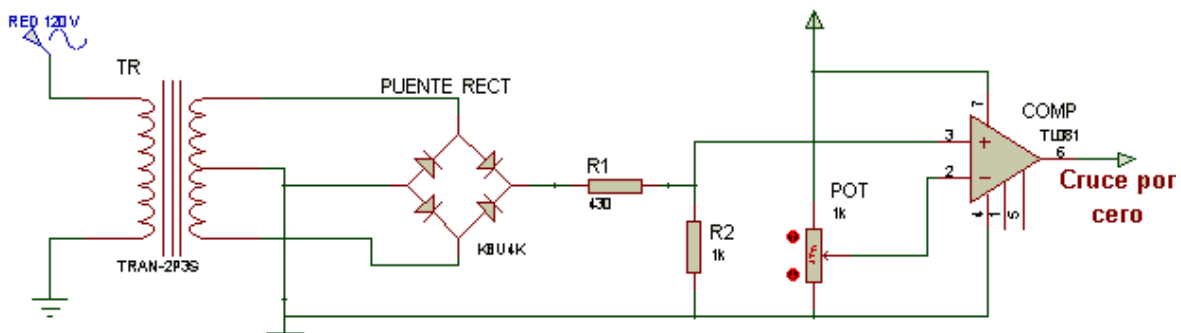 RED 120V
TR
TRAN-2P3S
PUENTE RECT
KBU4K
R1
430
R2
1k
POT
1k
COMP
TL081
3
2
6
7
4
1
5
Cruce por
cero